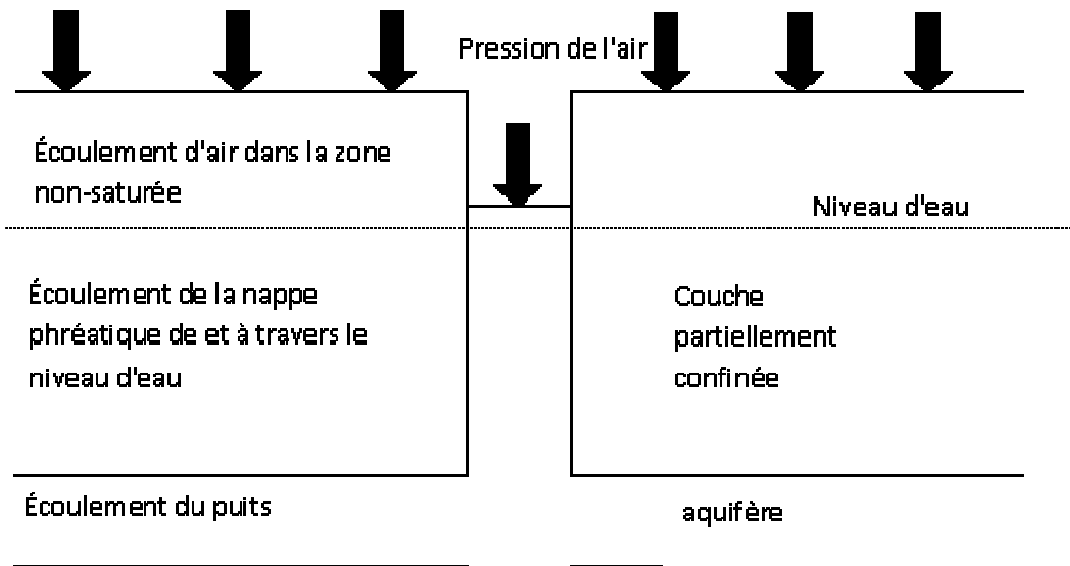 Pression de l'air
Écoulement d'air dans la zone
non-saturée
Niveau d'eau
Écoulement de la nappe
phréatique de et à travers le
niveau d'eau
Couche
partiellement
confinée
Écoulement du puits
aquifère